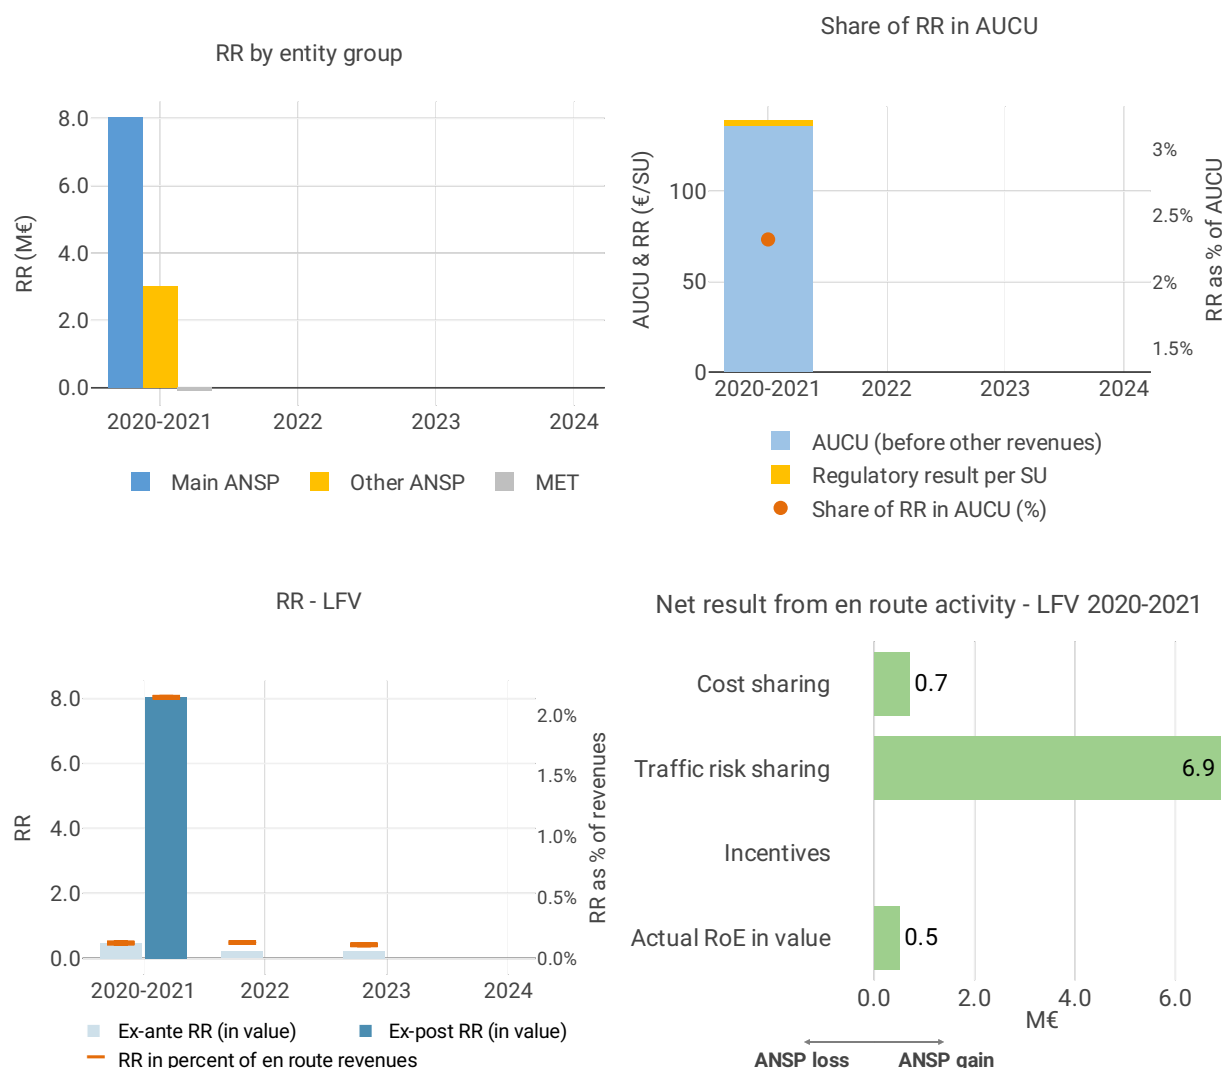 RR by entity group
RR (M€)
8.0
6.0
4.0
2.0
0.0
2020-2021 2022 2023 2024
Main ANSP Other ANSP MET
Share of RR in AUCU
AUCU & RR (€/SU)
100
50
0
3%
2.5%
2%
1.5%
RR as % of AUCU
2020-2021 2022 2023 2024
AUCU (before other revenues)
Regulatory result per SU
Share of RR in AUCU (%)
RR - LFV
RR
8.0
6.0
4.0
2.0
0.0
2.0%
1.5%
1.0%
0.5%
0.0%
RR as % of revenues
2020-2021 2022 2023 2024
Ex-ante RR (in value) Ex-post RR (in value)
RR in percent of en route revenues
Net result from en route activity - LFV 2020-2021
Cost sharing 0.7
Traffic risk sharing 6.9
Incentives
Actual RoE in value 0.5
0.0 2.0 4.0 6.0
M€
ANSP loss ANSP gain